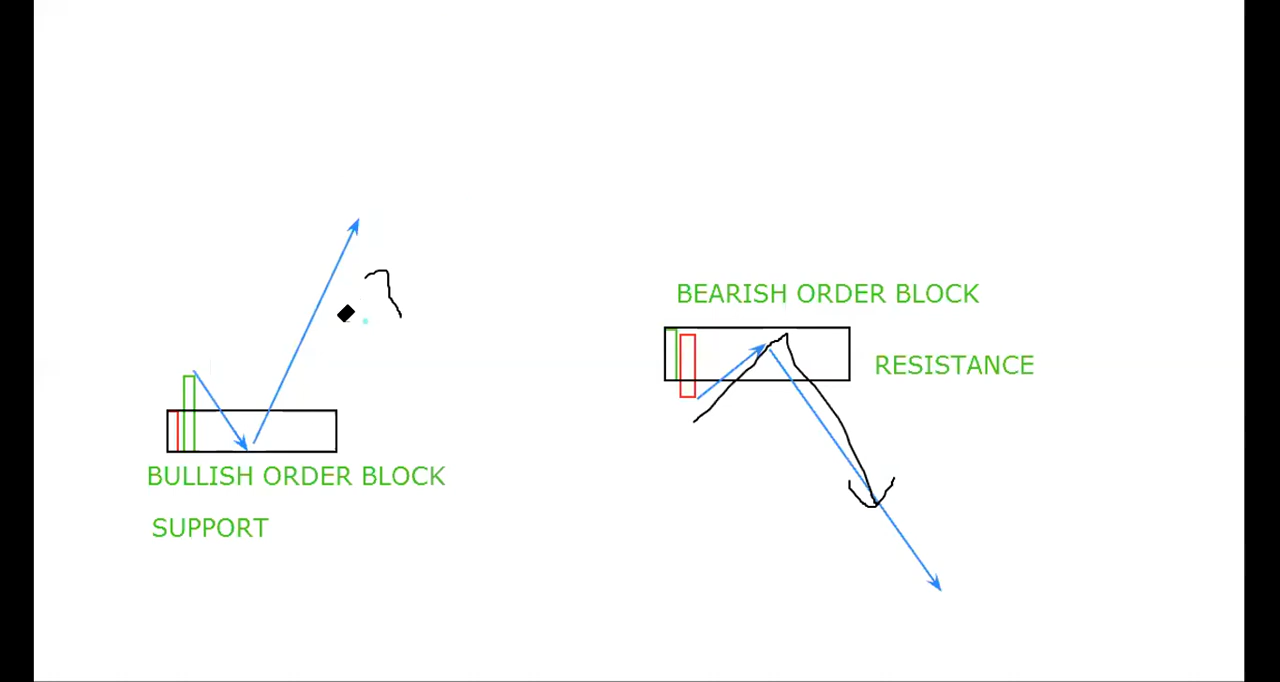 BULLISH ORDER BLOCK
SUPPORT
BEARISH ORDER BLOCK
RESISTANCE